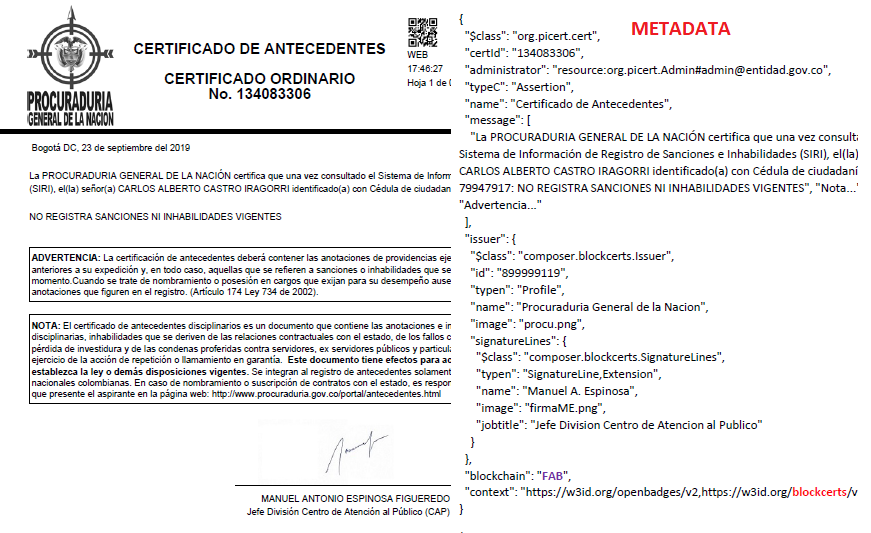 PROCURADURIA
GENERAL DE LA NACION
CERTIFICADO DE ANTECEDENTES
CERTIFICADO ORDINARIO
No. 134083306
WEB
17:46:27
Hoja 1 de
Bogotá DC, 23 de septiembre del 2019
La PROCURADURIA GENERAL DE LA NACIÓN certifica que una vez consultado el Sistema de Inform
(SIRI), el(la) señor(a) CARLOS ALBERTO CASTRO IRAGORRI identificado(a) con Cédula de ciudadan
NO REGISTRA SANCIONES NI INHABILIDADES VIGENTES
ADVERTENCIA: La certificación de antecedentes deberá contener las anotaciones de providencias eje
anteriores a su expedición y, en todo caso, aquellas que se refieren a sanciones o inhabilidades que se
momento.Cuando se trate de nombramiento o posesión en cargos que exijan para su desempeño ause
anotaciones que figuren en el registro. (Artículo 174 Ley 734 de 2002).
NOTA: El certificado de antecedentes disciplinarios es un documento que contiene las anotaciones e in
disciplinarias, inhabilidades que se deriven de las relaciones contractuales con el estado, de los fallos c
pérdida de investidura y de las condenas proferidas contra servidores, ex servidores públicos y particula
ejercicio de la acción de repetición o llamamiento en garantía. Este documento tiene efectos para ac
establezca la ley o demás disposiciones vigentes. Se integran al registro de antecedentes solament
nacionales colombianas. En caso de nombramiento o suscripción de contratos con el estado, es respon
que presente el aspirante en la página web: http://www.procuraduria.gov.co/portal/antecedentes.html
MANUEL ANTONIO ESPINOSA FIGUEREDO
Jefe División Centro de Atención al Público (CAP)
METADATA
{
"$class": "org.picert.cert",
"certId": "134083306",
"administrator": "resource:org.picert.Admin#admin@entidad.gov.co",
"typeC": "Assertion",
"name": "Certificado de Antecedentes",
"message": [
"La PROCURADURIA GENERAL DE LA NACIÓN certifica que una vez consulta
Sistema de Información de Registro de Sanciones e Inhabilidades (SIRI), el(la)
CARLOS ALBERTO CASTRO IRAGORRI identificado(a) con Cédula de ciudadaní
79947917: NO REGISTRA SANCIONES NI INHABILIDADES VIGENTES", "Nota..."
"Advertencia..."
],
"issuer": {
"$class": "composer.blockcerts.Issuer",
"id": "899999119",
"typen": "Profile",
"name": "Procuraduria General de la Nacion",
"image": "procu.png",
"signatureLines": {
"$class": "composer.blockcerts.SignatureLines",
"typen": "SignatureLine,Extension",
"name": "Manuel A. Espinosa",
"image": "firmaME.png",
"jobtitle": "Jefe Division Centro de Atencion al Publico"
}
},
"blockchain": "FAB",
"context": "https://w3id.org/openbadges/v2,https://w3id.org/blockcerts/v
}